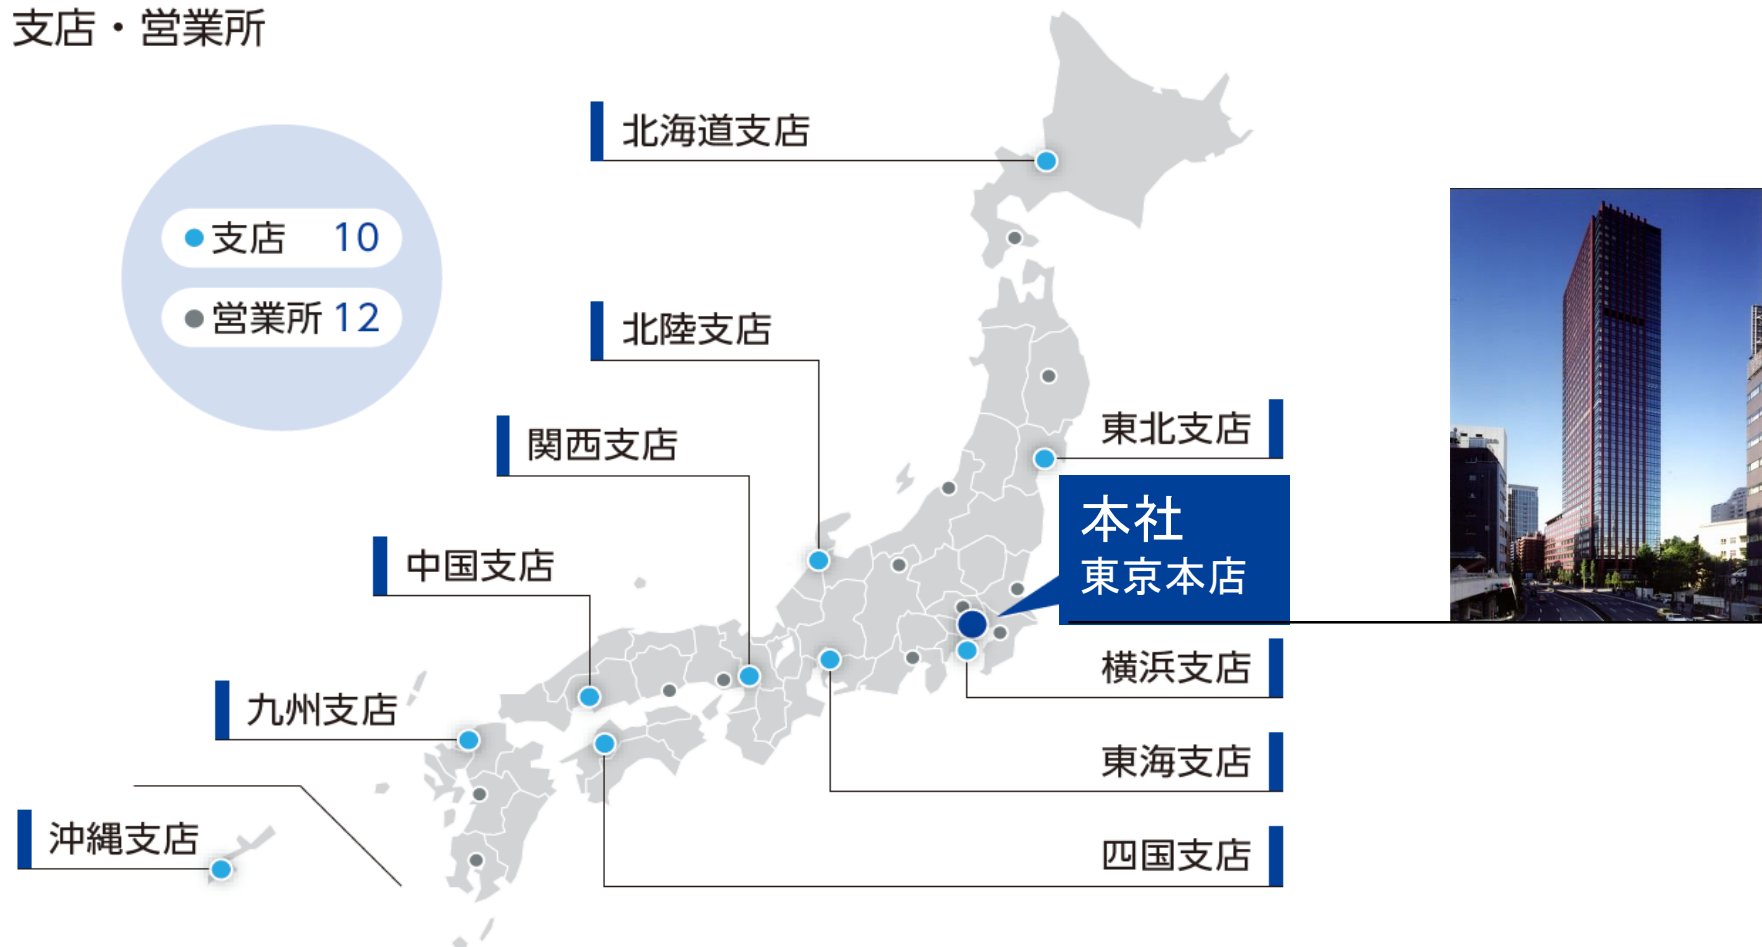 支店・営業所
支店 10
営業所 12
北海道支店
北陸支店
関西支店
中国支店
九州支店
沖縄支店
東北支店
本社
東京本店
横浜支店
東海支店
四国支店